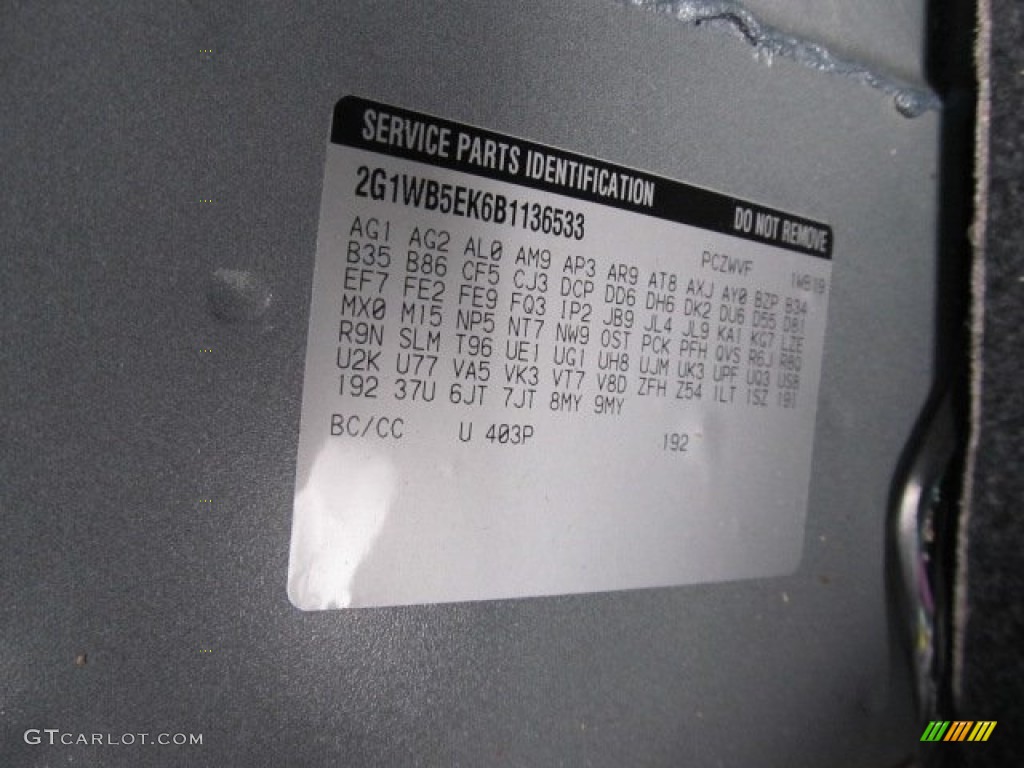 SERVICE PARTS IDENTIFICATION DO NOT REMOVE
2G1WB5EK6B1136533 PCZWVF 1WB19
AG1 AG2 AL0 AM9 AP3 AR9 AT8 AXJ AY0 BZP B34
B35 B86 CF5 CJ3 DCP DD6 DH6 DK2 DU6 D55 D81
EF7 FE2 FE9 FQ3 IP2 JB9 JL4 JL9 KA1 KG7 LZE
MX0 M15 NP5 NT7 NW9 OST PCK PFH QVS R6J R8Q
R9N SLM T96 UE1 UG1 UH8 UJM UK3 UPF UQ3 US8
U2K U77 VA5 VK3 VT7 V8D ZFH Z54 1LT 1SZ 19I
192 37U 6JT 7JT 8MY 9MY
BC/CC U 403P 192
GTCARLOT.COM